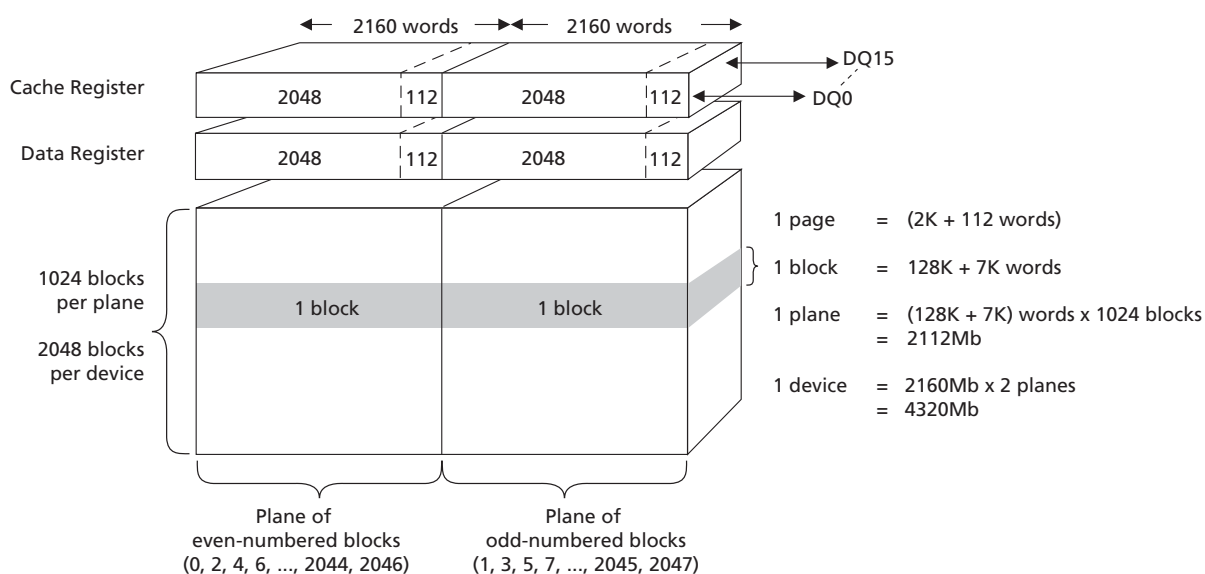 2160 words 2160 words
DQ15
Cache Register 2048 112 2048 112
DQ0
Data Register 2048 112 2048 112
1 page = (2K + 112 words)
1024 blocks
per plane
1 block 1 block
1 block = 128K + 7K words
1 plane = (128K + 7K) words x 1024 blocks
= 2112Mb
2048 blocks
per device
1 device = 2160Mb x 2 planes
= 4320Mb
Plane of
even-numbered blocks
(0, 2, 4, 6, ..., 2044, 2046)
Plane of
odd-numbered blocks
(1, 3, 5, 7, ..., 2045, 2047)